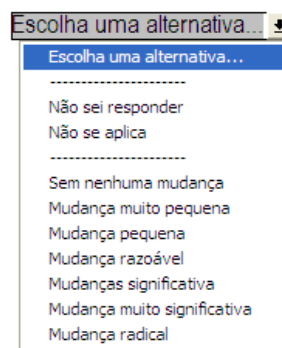 Escolha uma alternativa...
Escolha uma alternativa...
----------------------
Não sei responder
Não se aplica
----------------------
Sem nenhuma mudança
Mudança muito pequena
Mudança pequena
Mudança razoável
Mudanças significativa
Mudança muito significativa
Mudança radical